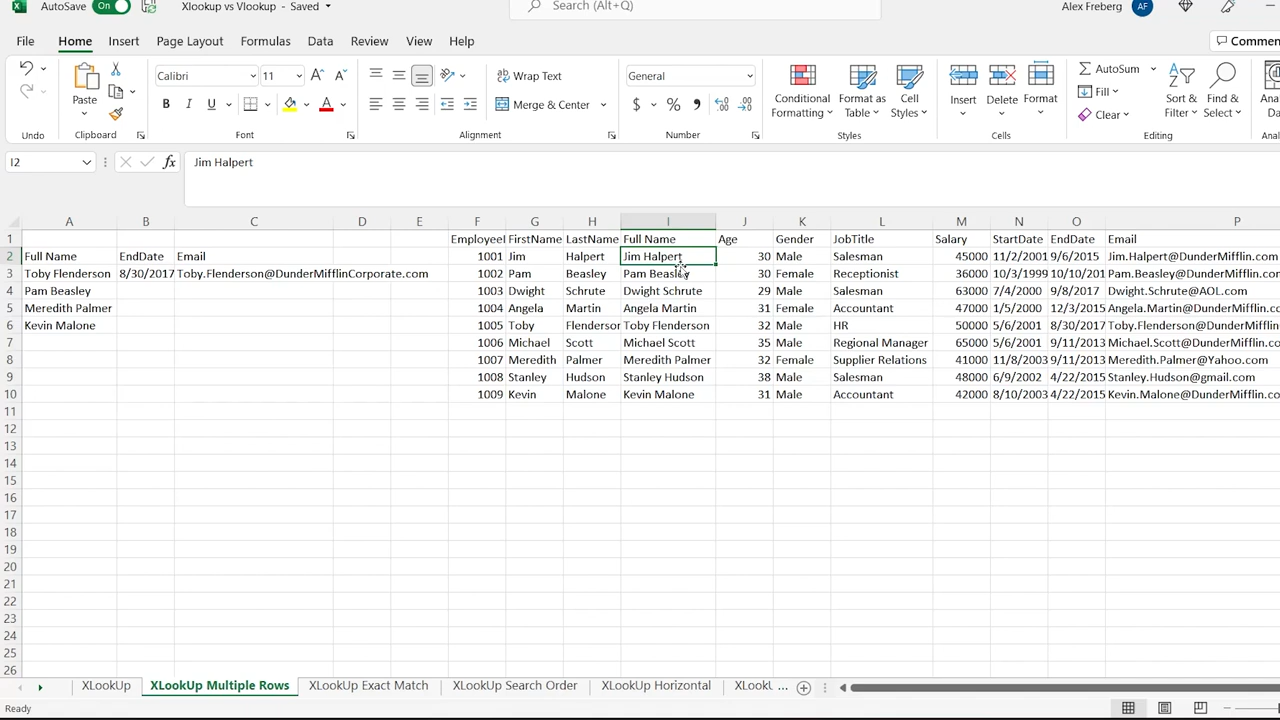 AutoSave On Xlookup vs Vlookup - Saved Search (Alt+Q) Alex Freberg AF
File Home Insert Page Layout Formulas Data Review View Help
Paste Calibri 11 B I U Wrap Text Merge & Center General $ % Conditional Formatting Format as Table Cell Styles Insert Delete Format AutoSum Fill Clear Sort & Filter Find & Select
Undo Clipboard Font Alignment Number Styles Cells Editing
I2 fx Jim Halpert
A B C D E F G H I J K L M N O P
1 EmployeeI FirstName LastName Full Name Age Gender JobTitle Salary StartDate EndDate Email
2 Full Name EndDate Email 1001 Jim Halpert Jim Halpert 30 Male Salesman 45000 11/2/2001 9/6/2015 Jim.Halpert@DunderMifflin.com
3 Toby Flenderson 8/30/2017 Toby.Flenderson@DunderMifflinCorporate.com 1002 Pam Beasley Pam Beasley 30 Female Receptionist 36000 10/3/1999 10/10/201 Pam.Beasley@DunderMifflin.co
4 Pam Beasley 1003 Dwight Schrute Dwight Schrute 29 Male Salesman 63000 7/4/2000 9/8/2017 Dwight.Schrute@AOL.com
5 Meredith Palmer 1004 Angela Martin Angela Martin 31 Female Accountant 47000 1/5/2000 12/3/2015 Angela.Martin@DunderMifflin.c
6 Kevin Malone 1005 Toby Flenderson Toby Flenderson 32 Male HR 50000 5/6/2001 8/30/2017 Toby.Flenderson@DunderMifflin
7 1006 Michael Scott Michael Scott 35 Male Regional Manager 65000 5/6/2001 9/11/2013 Michael.Scott@DunderMifflin.co
8 1007 Meredith Palmer Meredith Palmer 32 Female Supplier Relations 41000 11/8/2003 9/11/2013 Meredith.Palmer@Yahoo.com
9 1008 Stanley Hudson Stanley Hudson 38 Male Salesman 48000 6/9/2002 4/22/2015 Stanley.Hudson@gmail.com
10 1009 Kevin Malone Kevin Malone 31 Male Accountant 42000 8/10/2003 4/22/2015 Kevin.Malone@DunderMifflin.co
11
12
13
14
15
16
17
18
19
20
21
22
23
24
25
26
XLookUp XLookUp Multiple Rows XLookUp Exact Match XLookUp Search Order XLookUp Horizontal
Ready